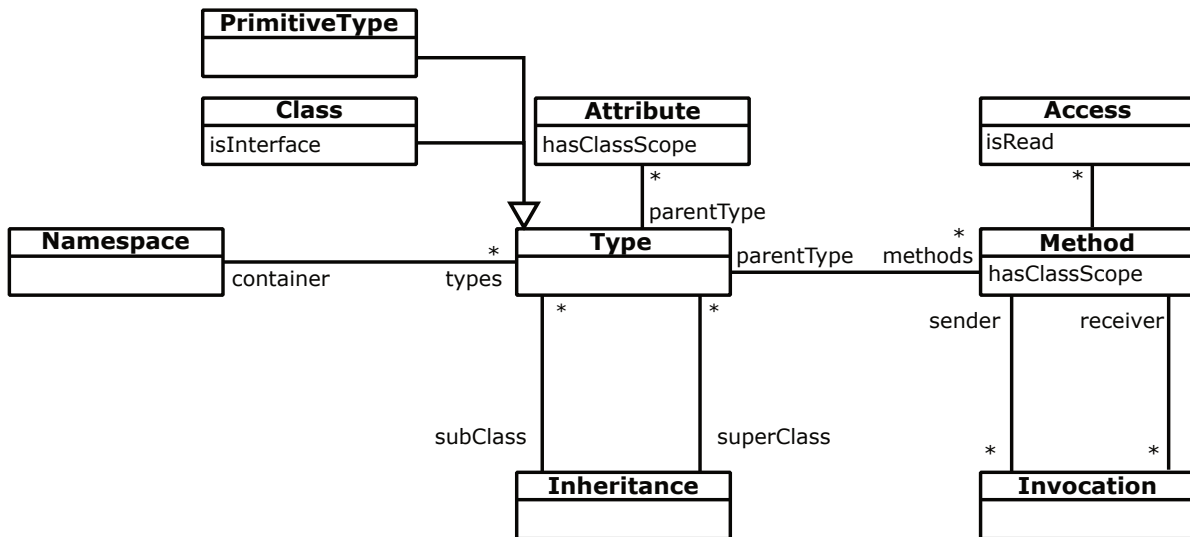 PrimitiveType
Class
isInterface
Attribute
hasClassScope
*
parentType
Access
isRead
*
Namespace
container
*
types
Type
parentType
*
methods
Method
hasClassScope
*
*
sender
receiver
subClass
superClass
*
*
Inheritance
Invocation